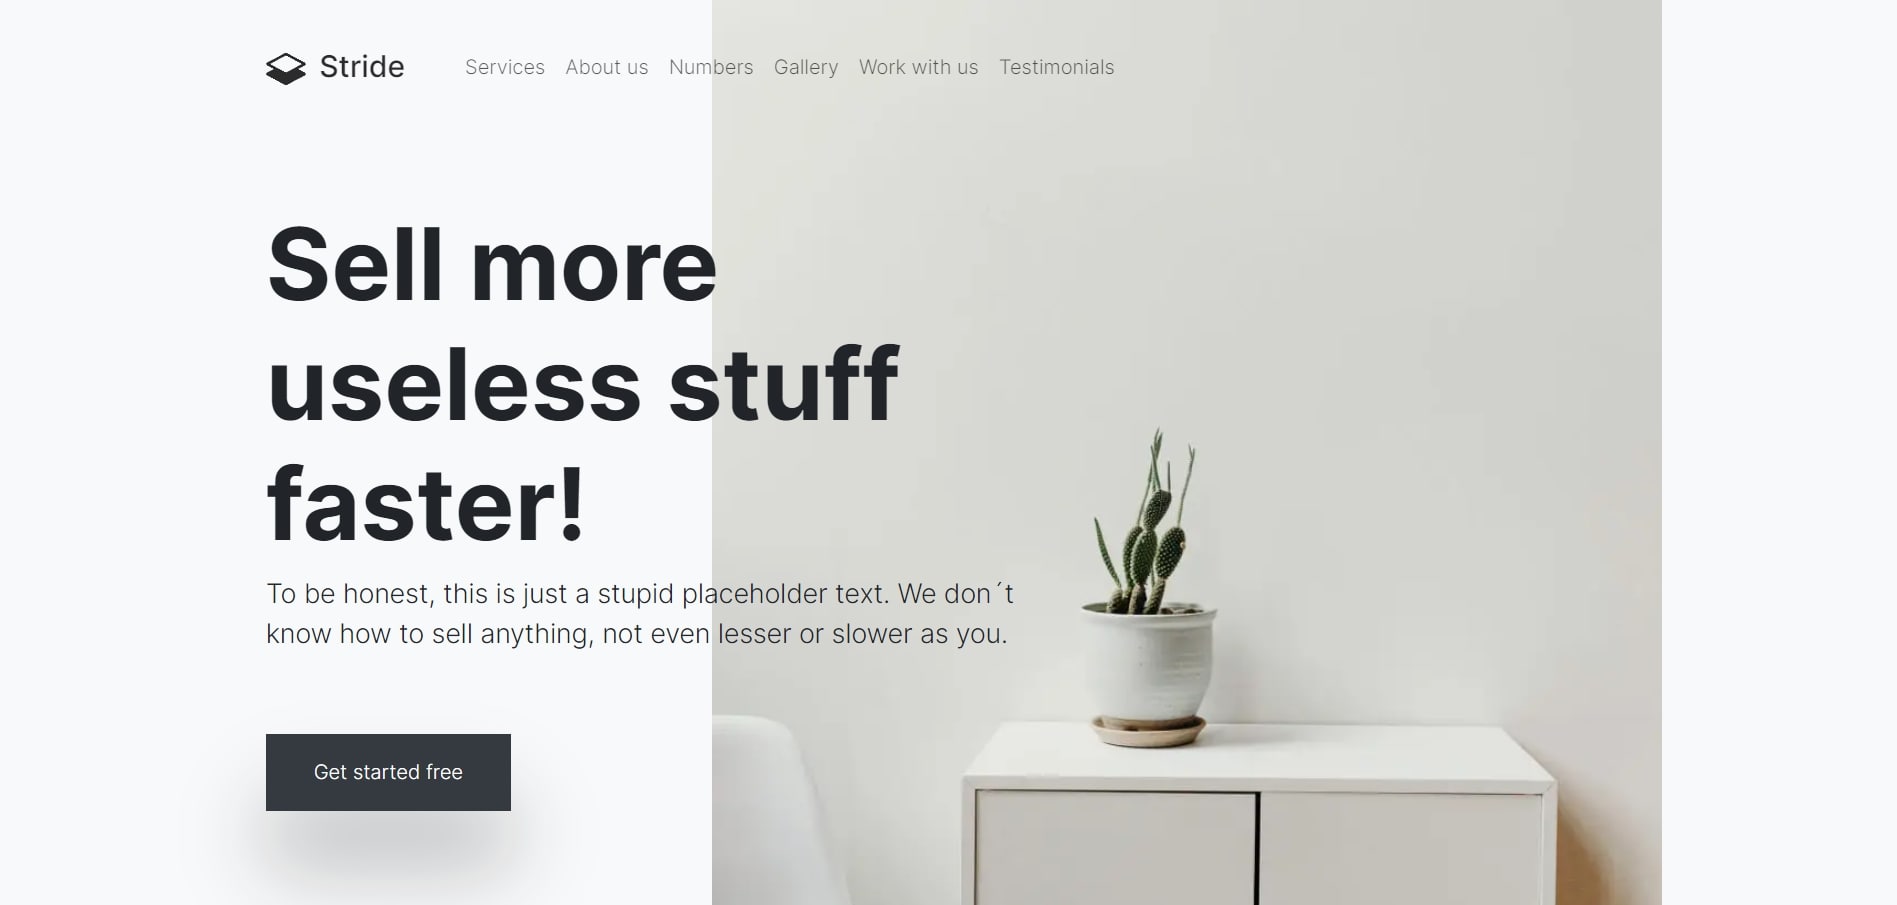 Stride Services About us Numbers Gallery Work with us Testimonials
Sell more
useless stuff
faster!
To be honest, this is just a stupid placeholder text. We don´t
know how to sell anything, not even lesser or slower as you.
Get started free